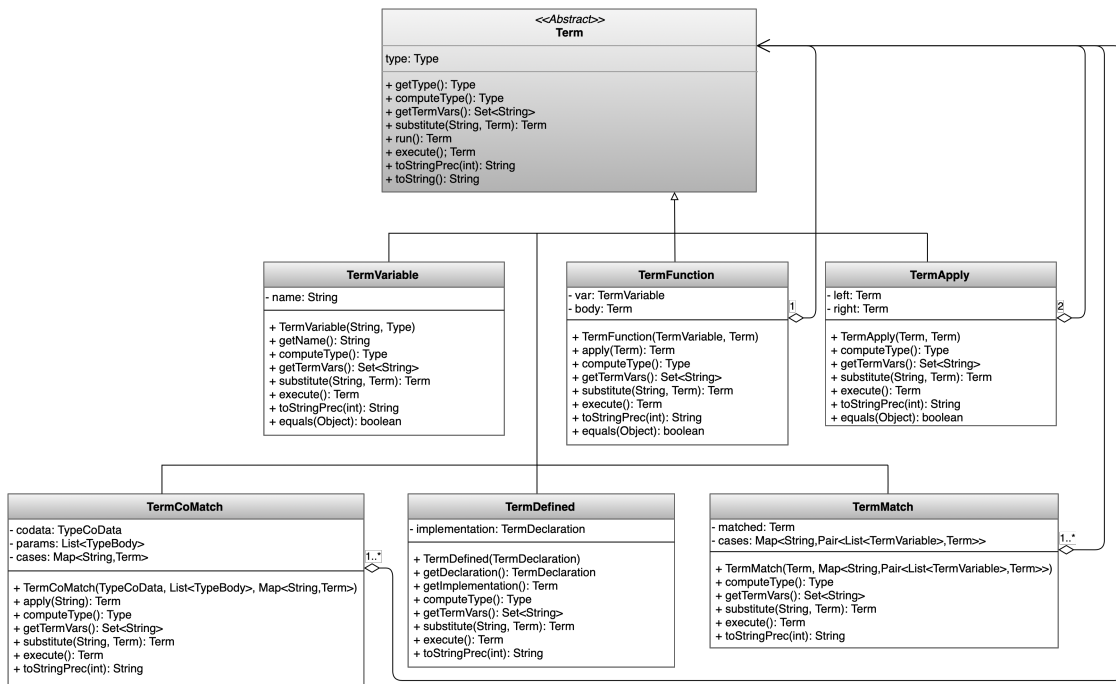 <<Abstract>>
Term
type: Type
+ getType(): Type
+ computeType(): Type
+ getTermVars(): Set<String>
+ substitute(String, Term): Term
+ run(): Term
+ execute(); Term
+ toStringPrec(int): String
+ toString(): String
TermVariable
- name: String
+ TermVariable(String, Type)
+ getName(): String
+ computeType(): Type
+ getTermVars(): Set<String>
+ substitute(String, Term): Term
+ execute(): Term
+ toStringPrec(int): String
+ equals(Object): boolean
TermFunction
- var: TermVariable
- body: Term
1
+ TermFunction(TermVariable, Term)
+ apply(Term): Term
+ computeType(): Type
+ getTermVars(): Set<String>
+ substitute(String, Term): Term
+ execute(): Term
+ toStringPrec(int): String
+ equals(Object): boolean
TermApply
- left: Term
- right: Term
2
+ TermApply(Term, Term)
+ computeType(): Type
+ getTermVars(): Set<String>
+ substitute(String, Term): Term
+ execute(): Term
+ toStringPrec(int): String
+ equals(Object): boolean
TermCoMatch
- codata: TypeCoData
- params: List<TypeBody>
- cases: Map<String,Term>
1..*
+ TermCoMatch(TypeCoData, List<TypeBody>, Map<String,Term>)
+ apply(String): Term
+ computeType(): Type
+ getTermVars(): Set<String>
+ substitute(String, Term): Term
+ execute(): Term
+ toStringPrec(int): String
TermDefined
- implementation: TermDeclaration
+ TermDefined(TermDeclaration)
+ getDeclaration(): TermDeclaration
+ getImplementation(): Term
+ computeType(): Type
+ getTermVars(): Set<String>
+ substitute(String, Term): Term
+ execute(): Term
+ toStringPrec(int): String
TermMatch
- matched: Term
- cases: Map<String,Pair<List<TermVariable>,Term>>
1..*
+ TermMatch(Term, Map<String,Pair<List<TermVariable>,Term>>)
+ computeType(): Type
+ getTermVars(): Set<String>
+ substitute(String, Term): Term
+ execute(): Term
+ toStringPrec(int): String